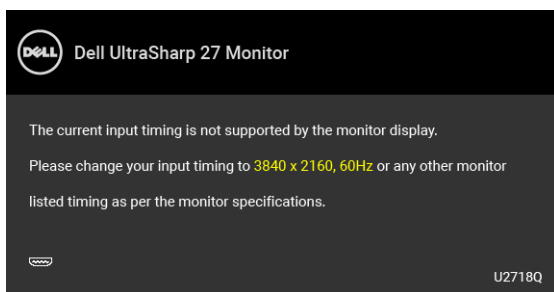 DELL
Dell UltraSharp 27 Monitor
The current input timing is not supported by the monitor display.
Please change your input timing to 3840 x 2160, 60Hz or any other monitor
listed timing as per the monitor specifications.
U2718Q